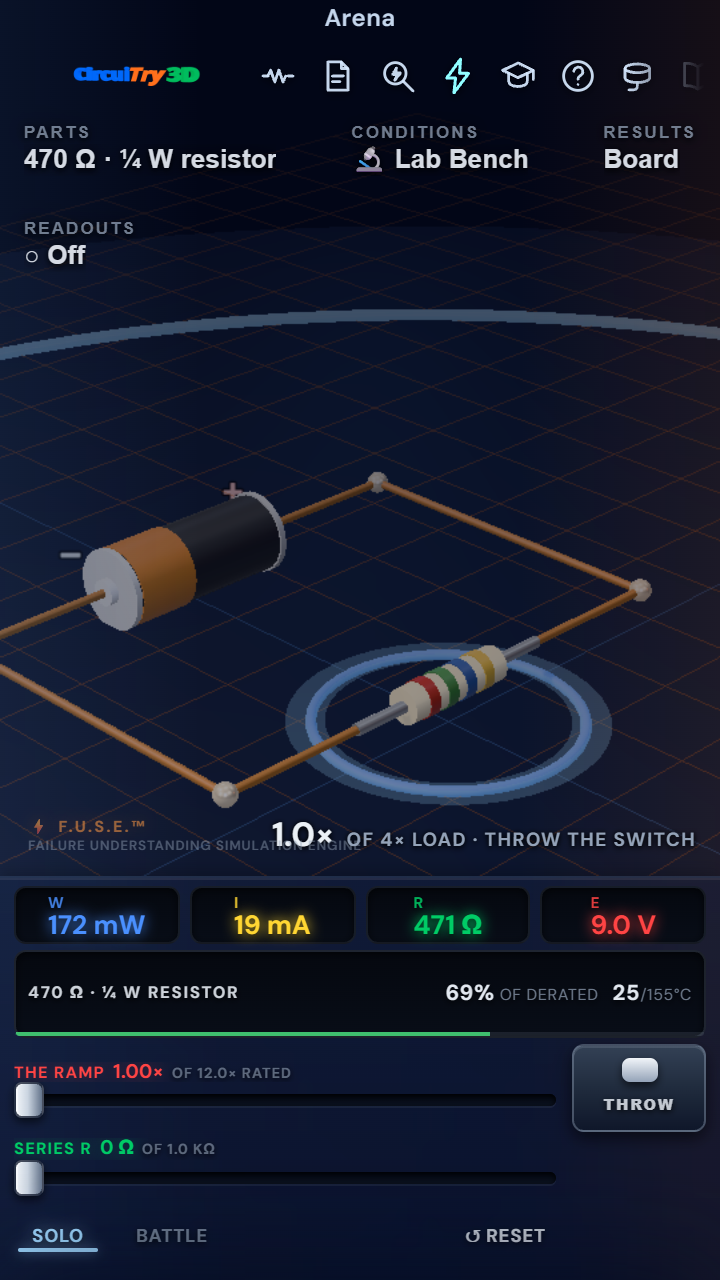 Arena
CircuiTry3D
PARTS
470 Ω · ¼ W resistor
CONDITIONS
🔬 Lab Bench
RESULTS
Board
READOUTS
○ Off
+
−
F.U.S.E.™
FAILURE UNDERSTANDING SIMULATION ENGINE
1.0× OF 4× LOAD · THROW THE SWITCH
W
172 mW
I
19 mA
R
471 Ω
E
9.0 V
470 Ω · ¼ W RESISTOR
69% OF DERATED 25/155°C
THE RAMP 1.00× OF 12.0× RATED
THROW
SERIES R 0 Ω OF 1.0 KΩ
SOLO
BATTLE
↺ RESET